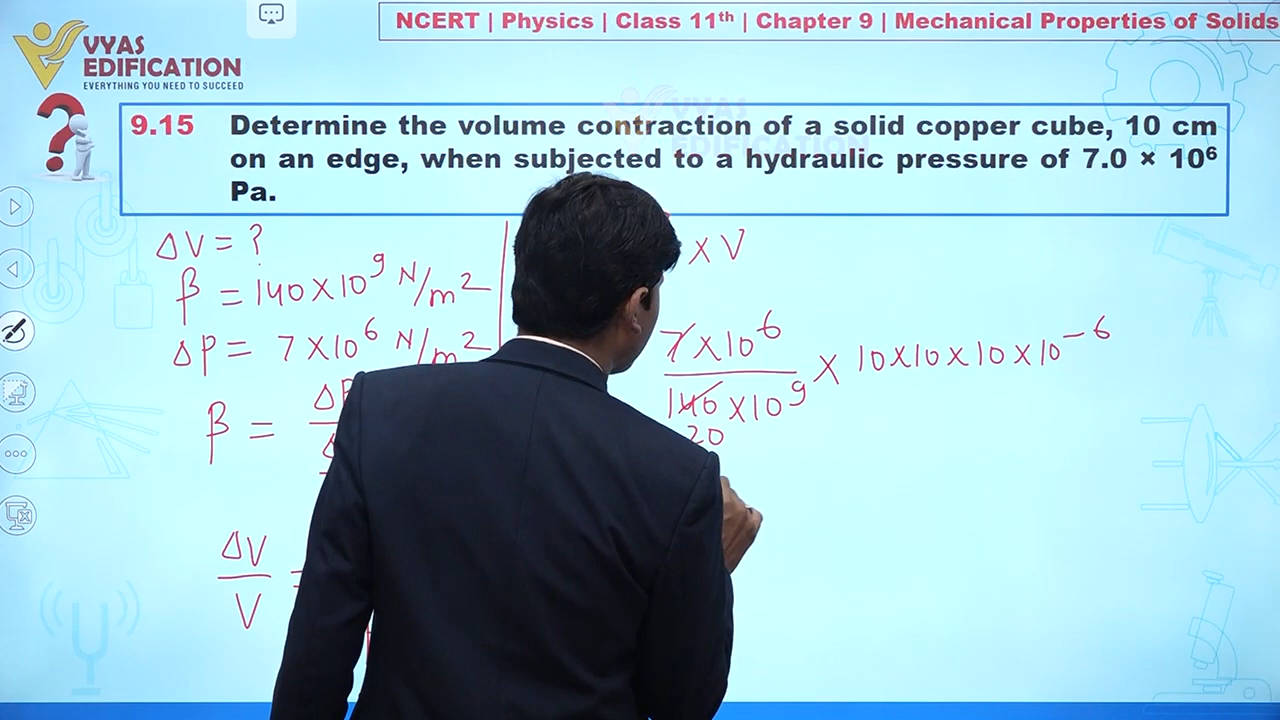 NCERT | Physics | Class 11th | Chapter 9 | Mechanical Properties of Solids
VYAS
EDIFICATION
EVERYTHING YOU NEED TO SUCCEED
9.15 Determine the volume contraction of a solid copper cube, 10 cm
on an edge, when subjected to a hydraulic pressure of 7.0 × 10⁶
Pa.
ΔV = ?
β = 140 × 10⁹ N/m²
ΔP = 7 × 10⁶ N/m²
β =
ΔV
V
=
× V
7 × 10⁶
140 × 10⁹
20
× 10 × 10 × 10 × 10⁻⁶
VYAS
EDIFICATION